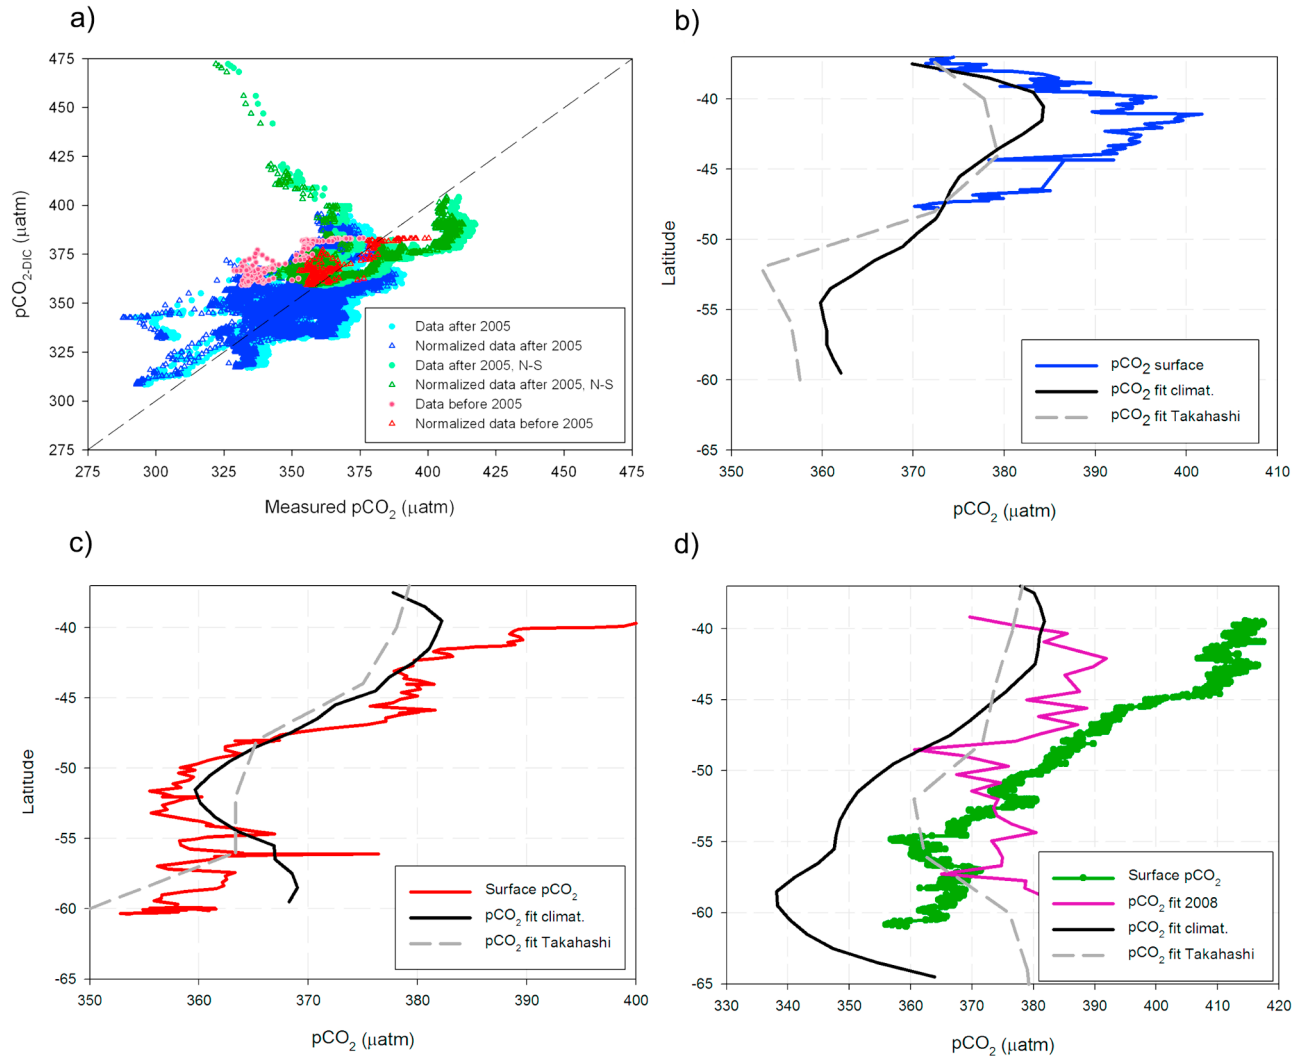 a)
475
450
425
400
375
350
325
300
275
275 300 325 350 375 400 425 450 475
pCO2-DIC (µatm)
Measured pCO2 (µatm)
Data after 2005
Normalized data after 2005
Data after 2005, N-S
Normalized data after 2005, N-S
Data before 2005
Normalized data before 2005
b)
-40
-45
-50
-55
-60
-65
350 360 370 380 390 400 410
Latitude
pCO2 (µatm)
pCO2 surface
pCO2 fit climat.
pCO2 fit Takahashi
c)
-40
-45
-50
-55
-60
-65
350 360 370 380 390 400
Latitude
pCO2 (µatm)
Surface pCO2
pCO2 fit climat.
pCO2 fit Takahashi
d)
-40
-45
-50
-55
-60
-65
330 340 350 360 370 380 390 400 410 420
Latitude
pCO2 (µatm)
Surface pCO2
pCO2 fit 2008
pCO2 fit climat.
pCO2 fit Takahashi